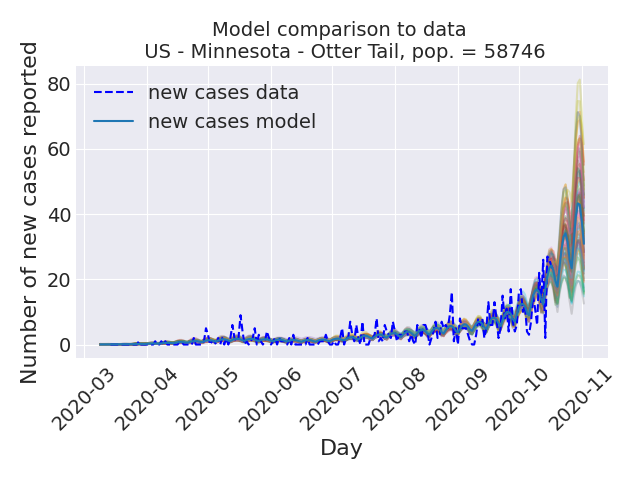 Model comparison to data
US - Minnesota - Otter Tail, pop. = 58746
Number of new cases reported
80
60
40
20
0
new cases data
new cases model
2020-03
2020-04
2020-05
2020-06
2020-07
2020-08
2020-09
2020-10
2020-11
Day